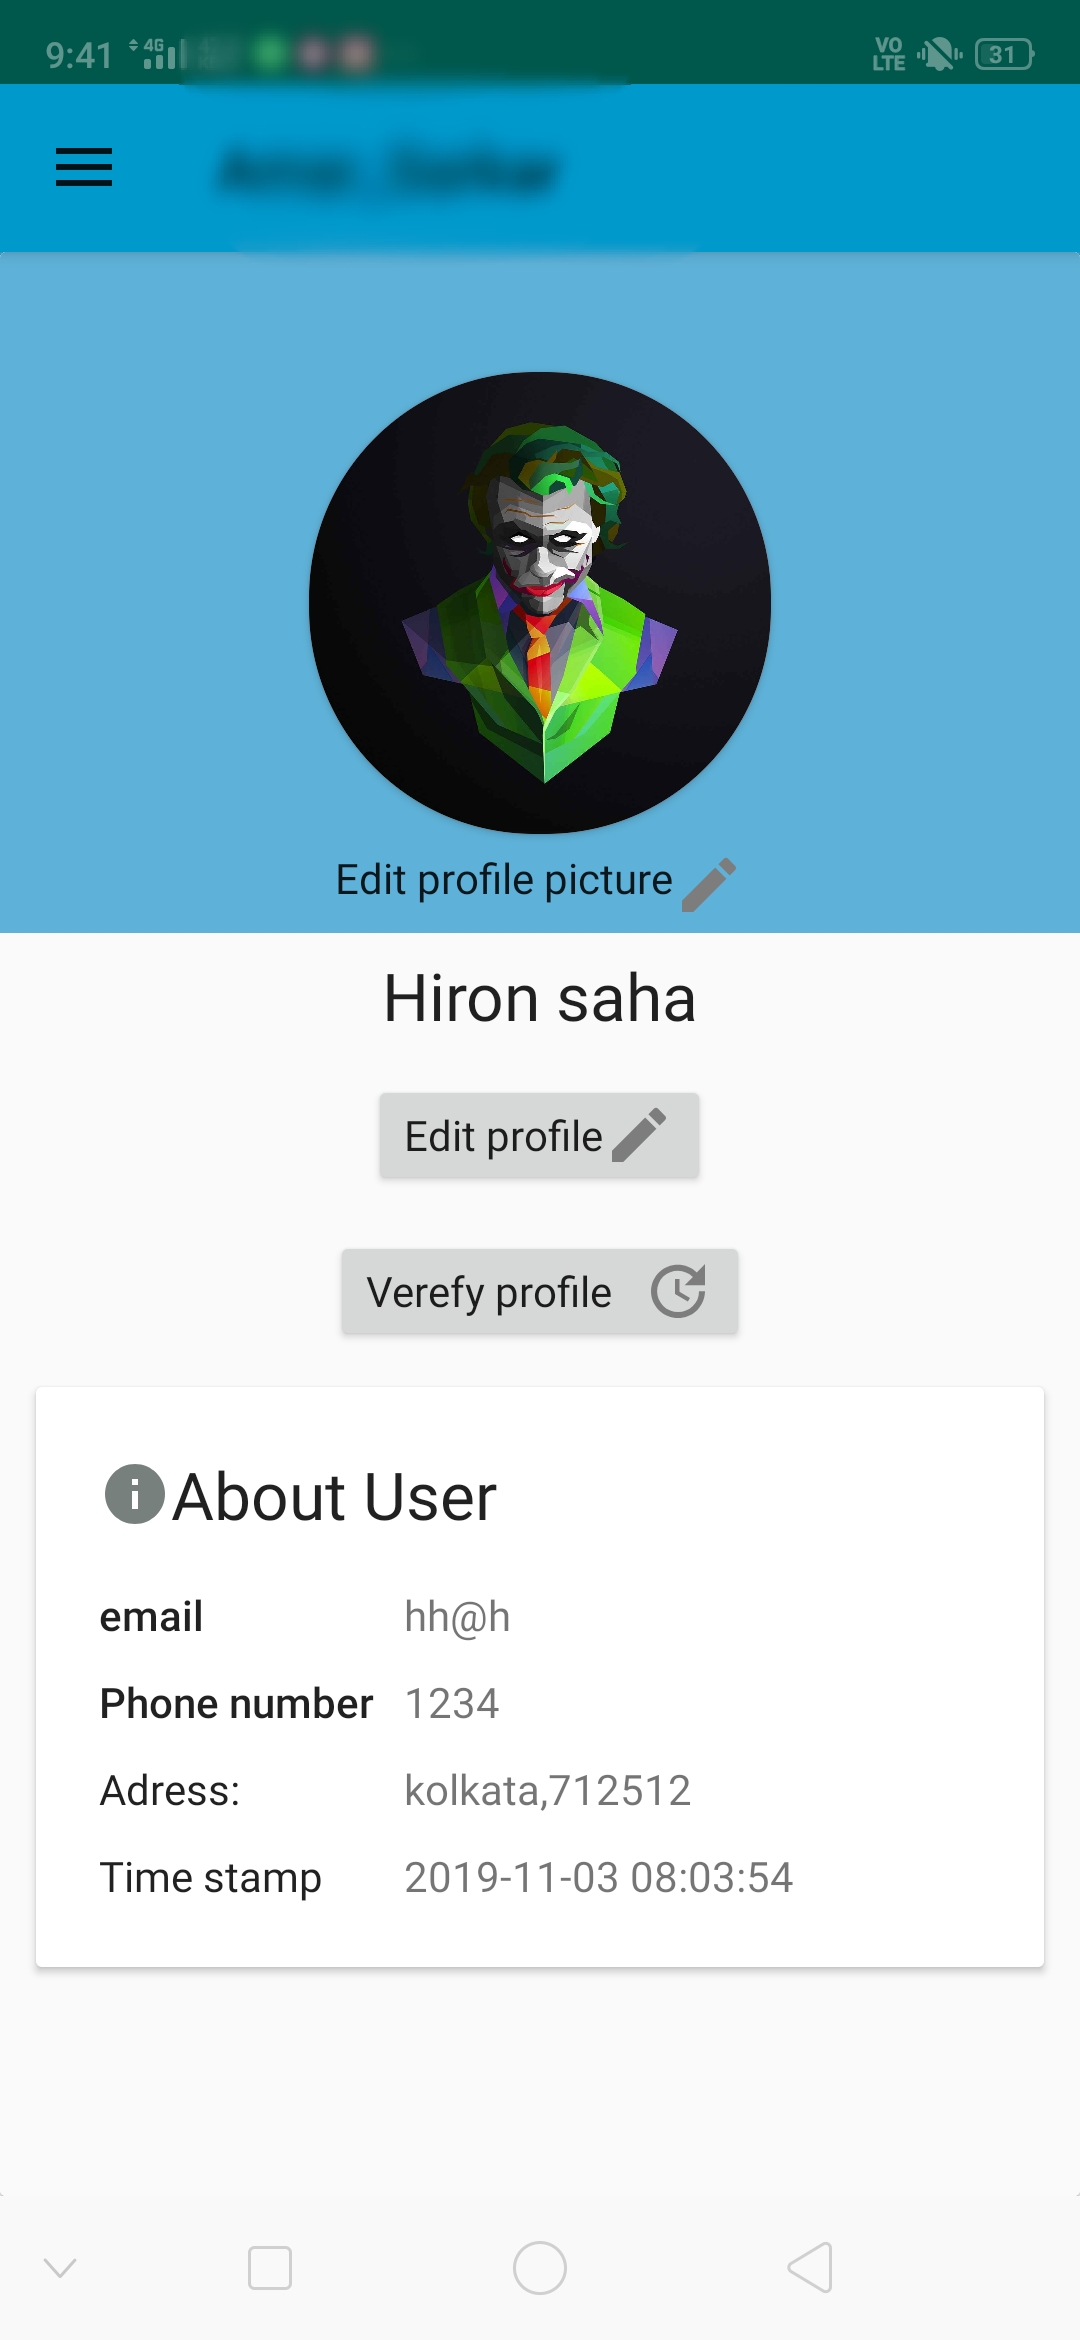 9:41 4G VO LTE 31
Edit profile picture
Hiron saha
Edit profile
Verefy profile
About User
email hh@h
Phone number 1234
Adress: kolkata,712512
Time stamp 2019-11-03 08:03:54